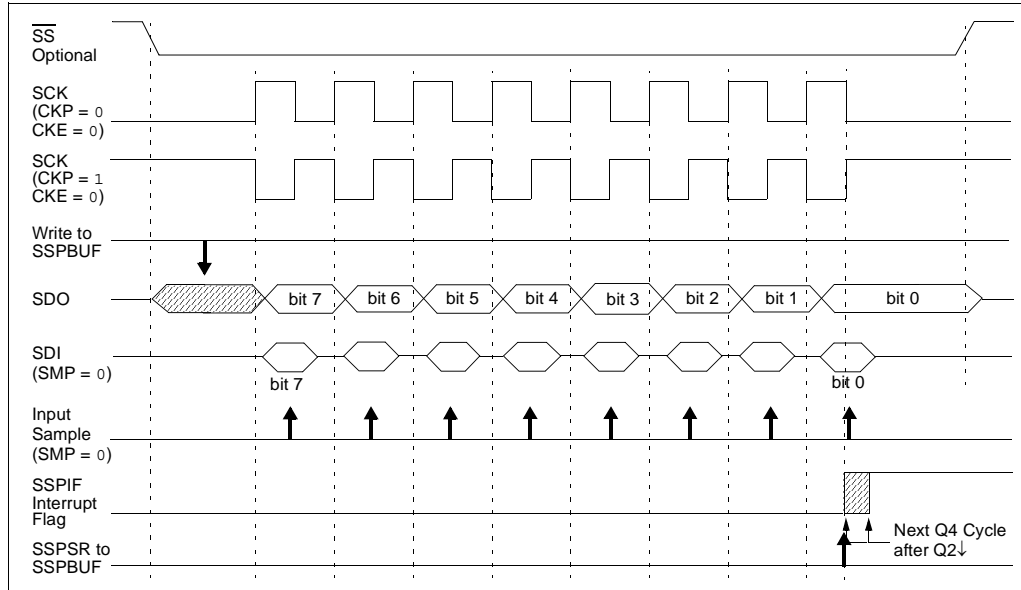 SS
Optional
SCK
(CKP = 0
CKE = 0)
SCK
(CKP = 1
CKE = 0)
Write to
SSPBUF
SDO
bit 7
bit 6
bit 5
bit 4
bit 3
bit 2
bit 1
bit 0
SDI
(SMP = 0)
bit 7
bit 0
Input
Sample
(SMP = 0)
SSPIF
Interrupt
Flag
Next Q4 Cycle
after Q2↓
SSPSR to
SSPBUF